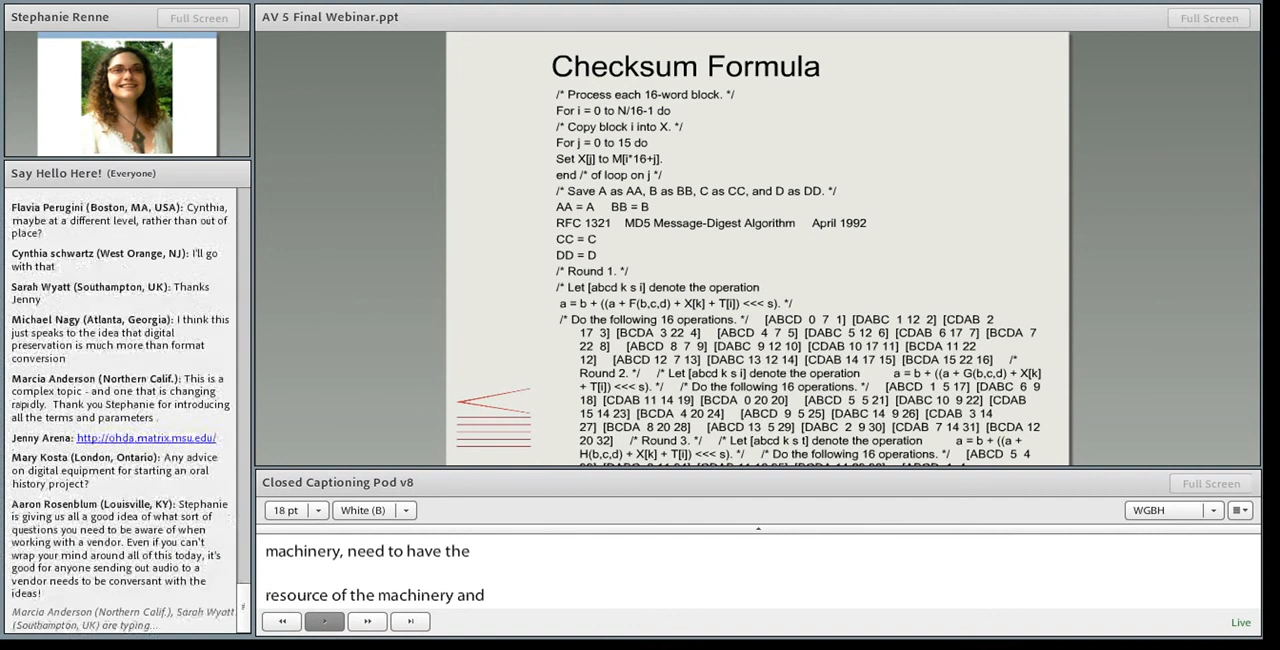 Stephanie Renne
Full Screen
Say Hello Here! (Everyone)
Flavia Perugini (Boston, MA, USA): Cynthia,
maybe at a different level, rather than out of
place?
Cynthia schwartz (West Orange, NJ): I'll go
with that
Sarah Wyatt (Southampton, UK): Thanks
Jenny
Michael Nagy (Atlanta, Georgia): I think this
just speaks to the idea that digital
preservation is much more than format
conversion
Marcia Anderson (Northern Calif.): This is a
complex topic - and one that is changing
rapidly. Thank you Stephanie for introducing
all the terms and parameters .
Jenny Arena: http://ohda.matrix.msu.edu/
Mary Kosta (London, Ontario): Any advice
on digital equipment for starting an oral
history project?
Aaron Rosenblum (Louisville, KY): Stephanie
is giving us all a good idea of what sort of
questions you need to be aware of when
working with a vendor. Even if you can't
wrap your mind around all of this today, it's
good for anyone sending out audio to a
vendor needs to be conversant with the
ideas!
Marcia Anderson (Northern Calif.), Sarah Wyatt
(Southampton, UK) are typing...
AV 5 Final Webinar.ppt
Full Screen
Checksum Formula
/* Process each 16-word block. */
For i = 0 to N/16-1 do
/* Copy block i into X. */
For j = 0 to 15 do
Set X[j] to M[i*16+j].
end /* of loop on j */
/* Save A as AA, B as BB, C as CC, and D as DD. */
AA = A BB = B
RFC 1321 MD5 Message-Digest Algorithm April 1992
CC = C
DD = D
/* Round 1. */
/* Let [abcd k s i] denote the operation
a = b + ((a + F(b,c,d) + X[k] + T[i]) <<< s). */
/* Do the following 16 operations. */ [ABCD 0 7 1] [DABC 1 12 2] [CDAB 2
17 3] [BCDA 3 22 4] [ABCD 4 7 5] [DABC 5 12 6] [CDAB 6 17 7] [BCDA 7
22 8] [ABCD 8 7 9] [DABC 9 12 10] [CDAB 10 17 11] [BCDA 11 22
12] [ABCD 12 7 13] [DABC 13 12 14] [CDAB 14 17 15] [BCDA 15 22 16] /*
Round 2. */ /* Let [abcd k s i] denote the operation a = b + ((a + G(b,c,d) + X[k]
+ T[i]) <<< s). */ /* Do the following 16 operations. */ [ABCD 1 5 17] [DABC 6 9
18] [CDAB 11 14 19] [BCDA 0 20 20] [ABCD 5 5 21] [DABC 10 9 22] [CDAB
15 14 23] [BCDA 4 20 24] [ABCD 9 5 25] [DABC 14 9 26] [CDAB 3 14
27] [BCDA 8 20 28] [ABCD 13 5 29] [DABC 2 9 30] [CDAB 7 14 31] [BCDA 12
20 32] /* Round 3. */ /* Let [abcd k s t] denote the operation a = b + ((a +
H(b,c,d) + X[k] + T[i]) <<< s). */ /* Do the following 16 operations. */ [ABCD 5 4
Closed Captioning Pod v8
Full Screen
18 pt
White (B)
WGBH
machinery, need to have the
resource of the machinery and
Live